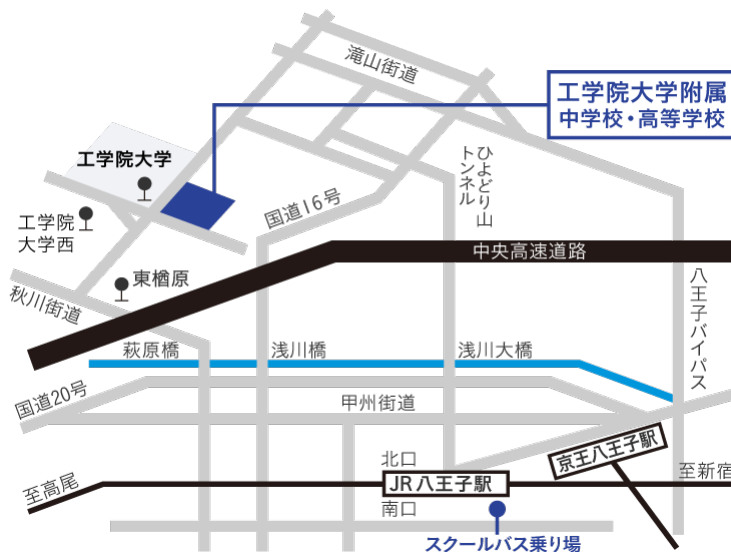 滝山街道
工学院大学附属
中学校・高等学校
工学院大学
ひよどり山
トンネル
国道16号
工学院
大学西
中央高速道路
東楢原
秋川街道
八王子バイパス
萩原橋
浅川橋
浅川大橋
国道20号
甲州街道
京王八王子駅
北口
至新宿
JR八王子駅
至高尾
南口
スクールバス乗り場